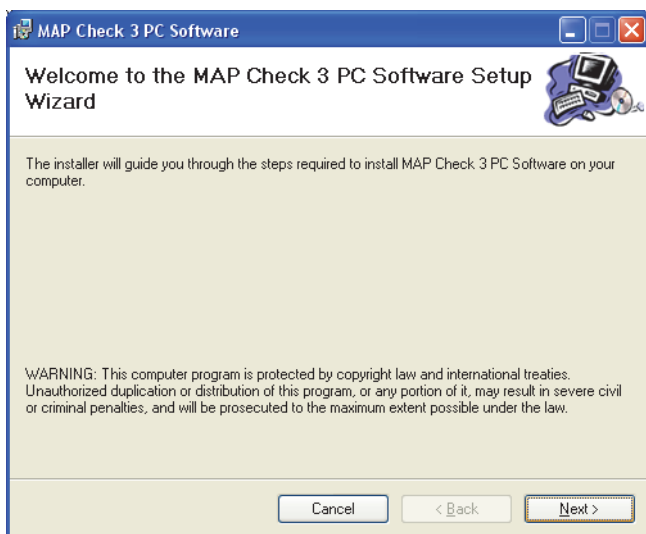 MAP Check 3 PC Software
Welcome to the MAP Check 3 PC Software Setup
Wizard
The installer will guide you through the steps required to install MAP Check 3 PC Software on your
computer.
WARNING: This computer program is protected by copyright law and international treaties.
Unauthorized duplication or distribution of this program, or any portion of it, may result in severe civil
or criminal penalties, and will be prosecuted to the maximum extent possible under the law.
Cancel < Back Next >